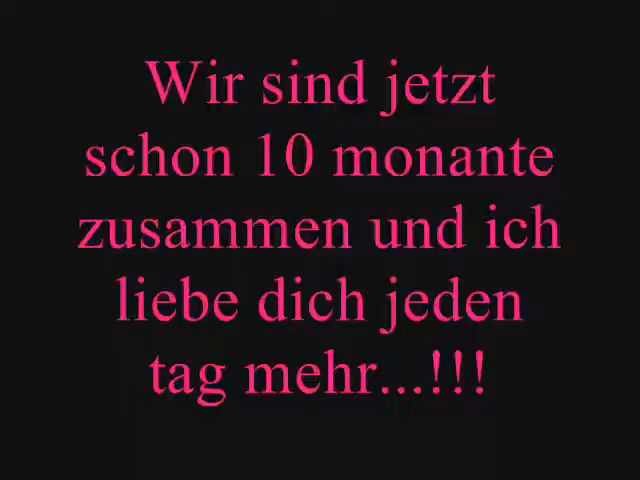 Wir sind jetzt
schon 10 monante
zusammen und ich
liebe dich jeden
tag mehr...!!!